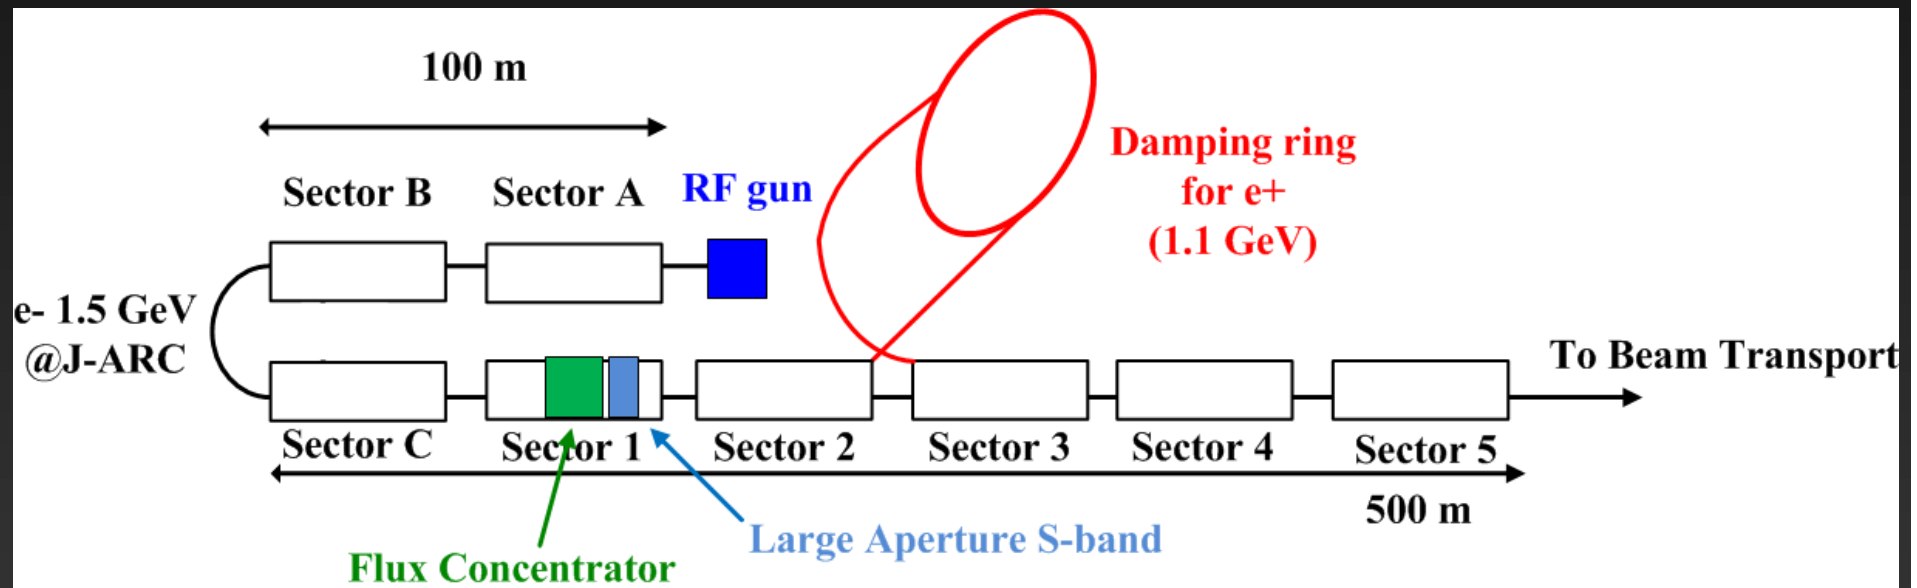 100 m
Sector B
Sector A
RF gun
Damping ring
for e+
(1.1 GeV)
e- 1.5 GeV
@J-ARC
To Beam Transport
Sector C
Sector 1
Sector 2
Sector 3
Sector 4
Sector 5
500 m
Large Aperture S-band
Flux Concentrator